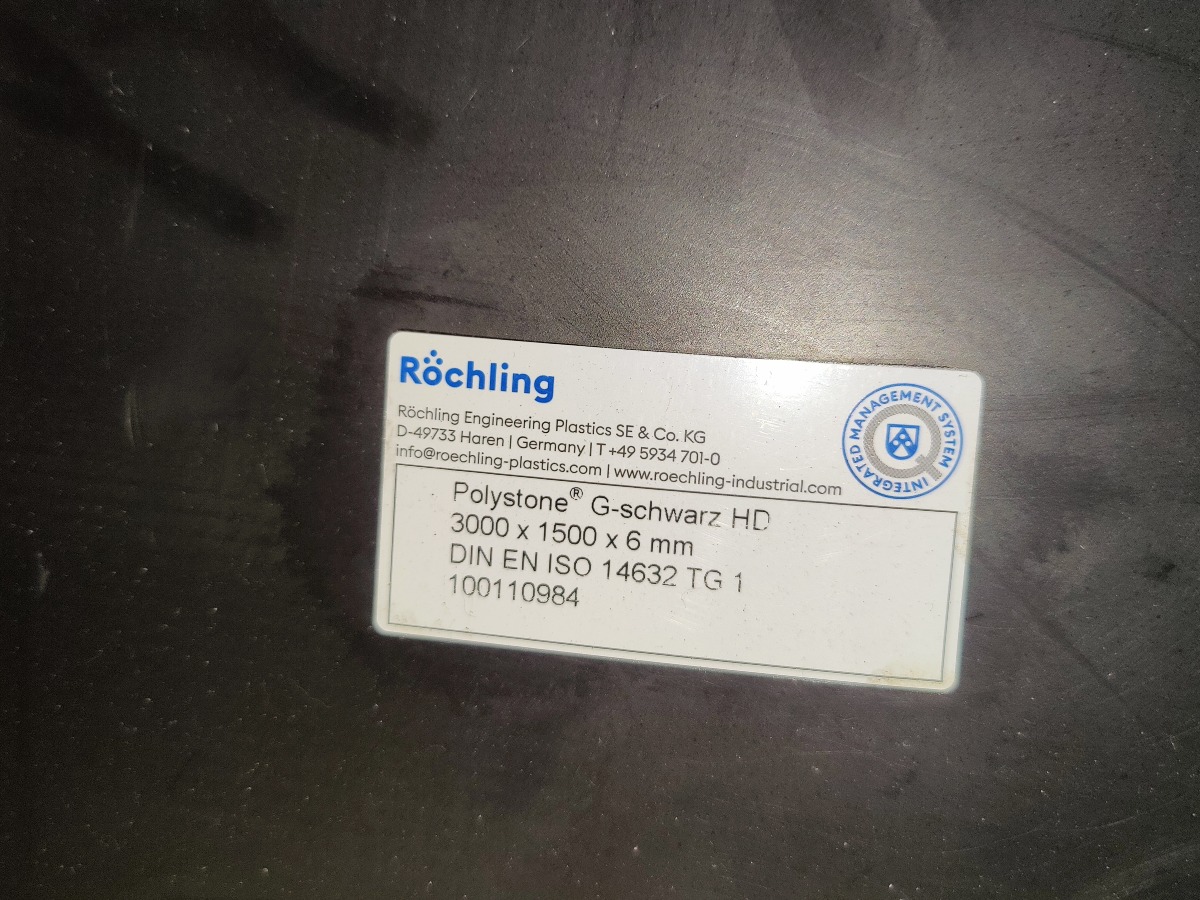 Röchling
Röchling Engineering Plastics SE & Co. KG
D-49733 Haren | Germany | T +49 5934 701-0
info@roechling-plastics.com | www.roechling-industrial.com
INTEGRATED MANAGEMENT SYSTEM
Polystone® G-schwarz HD
3000 x 1500 x 6 mm
DIN EN ISO 14632 TG 1
100110984